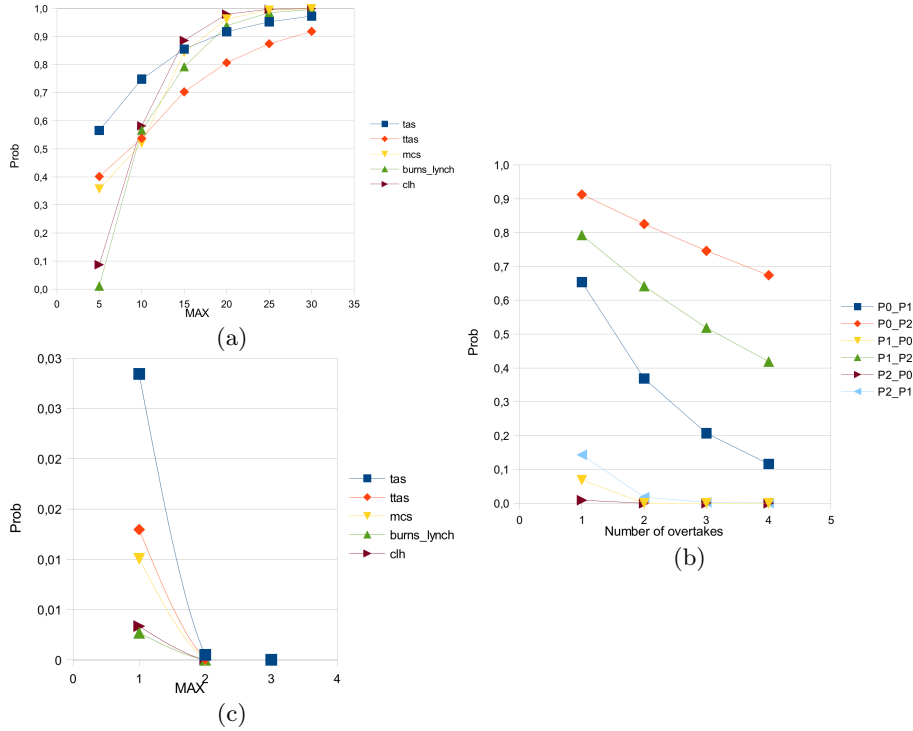 1,0
0,9
0,8
0,7
0,6
0,5
0,4
0,3
0,2
0,1
0,0
Prob
0 5 10 15 20 25 30 35
MAX
tas
ttas
mcs
burns_lynch
clh
(a)
1,0
0,9
0,8
0,7
0,6
0,5
0,4
0,3
0,2
0,1
0,0
Prob
0 1 2 3 4 5
Number of overtakes
P0_P1
P0_P2
P1_P0
P1_P2
P2_P0
P2_P1
(b)
0,03
0,03
0,02
0,02
0,01
0,01
0
Prob
0 1 2 3 4
MAX
tas
ttas
mcs
burns_lynch
clh
(c)